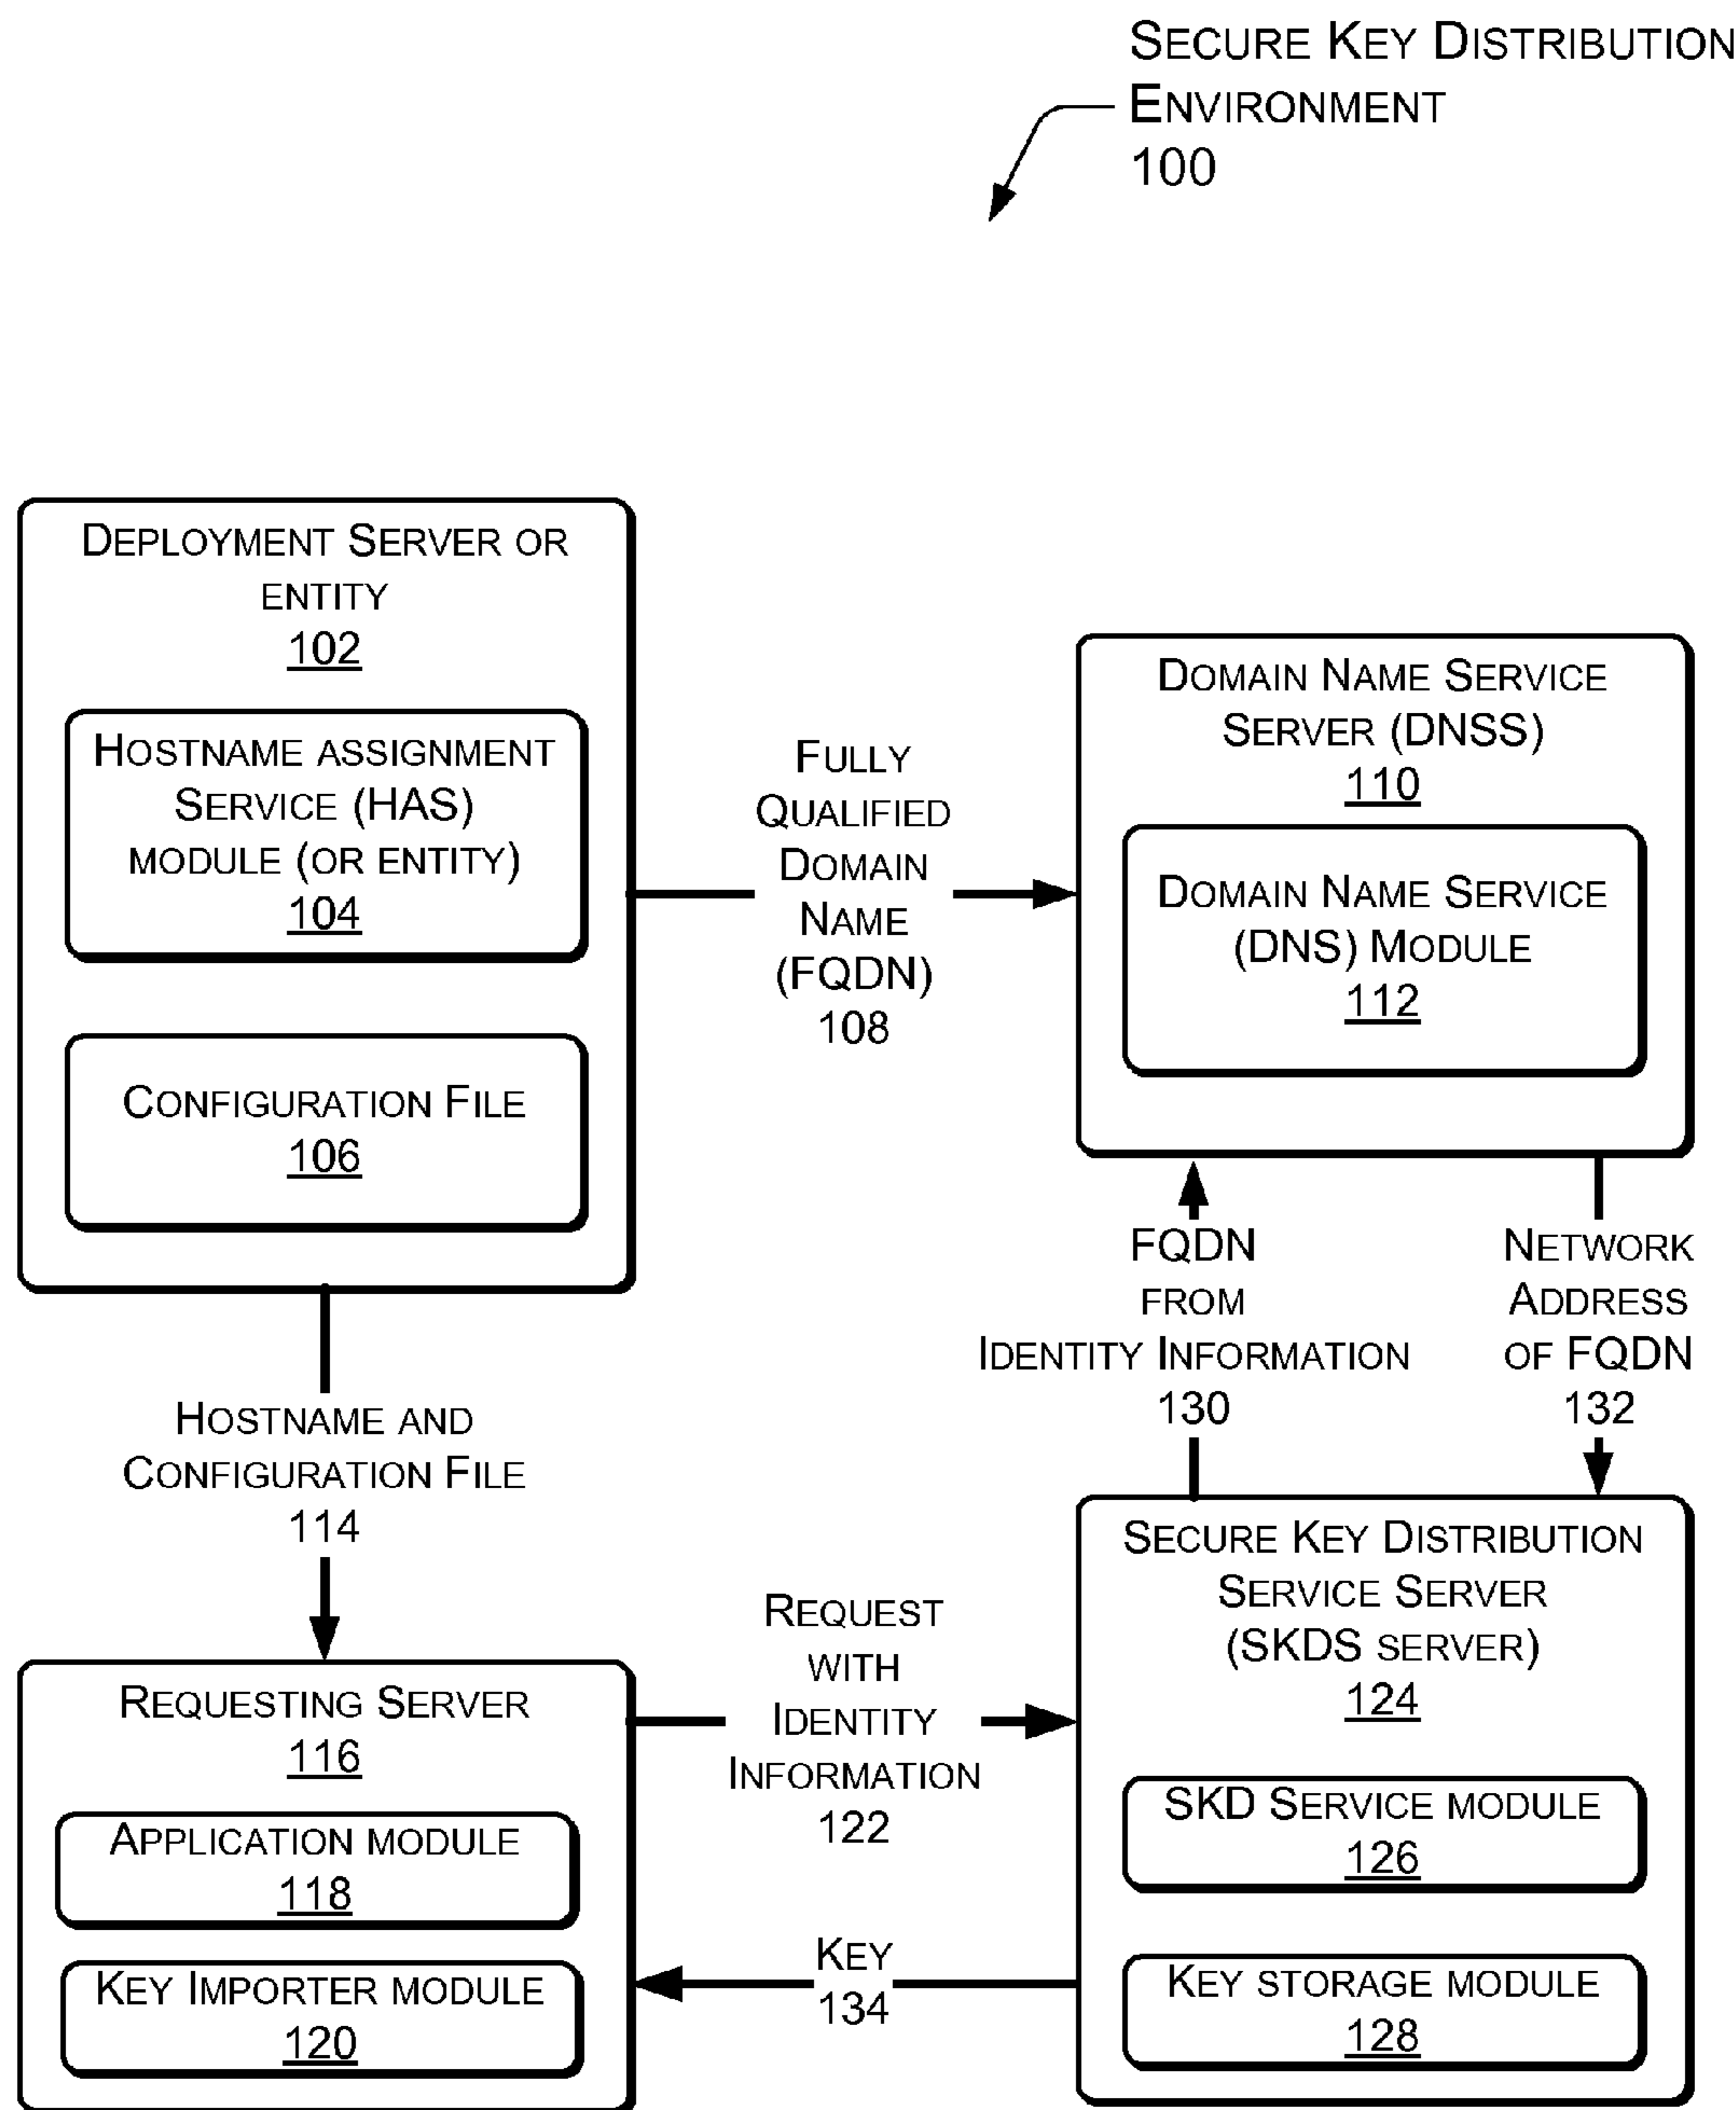 SECURE KEY DISTRIBUTION
ENVIRONMENT
100
DEPLOYMENT SERVER OR
ENTITY
102
HOSTNAME ASSIGNMENT
SERVICE (HAS)
MODULE (OR ENTITY)
104
CONFIGURATION FILE
106
FULLY
QUALIFIED
DOMAIN
NAME
(FQDN)
108
DOMAIN NAME SERVICE
SERVER (DNSS)
110
DOMAIN NAME SERVICE
(DNS) MODULE
112
HOSTNAME AND
CONFIGURATION FILE
114
FQDN
FROM
IDENTITY INFORMATION
130
NETWORK
ADDRESS
OF FQDN
132
REQUESTING SERVER
116
APPLICATION MODULE
118
KEY IMPORTER MODULE
120
REQUEST
WITH
IDENTITY
INFORMATION
122
KEY
134
SECURE KEY DISTRIBUTION
SERVICE SERVER
(SKDS SERVER)
124
SKD SERVICE MODULE
126
KEY STORAGE MODULE
128